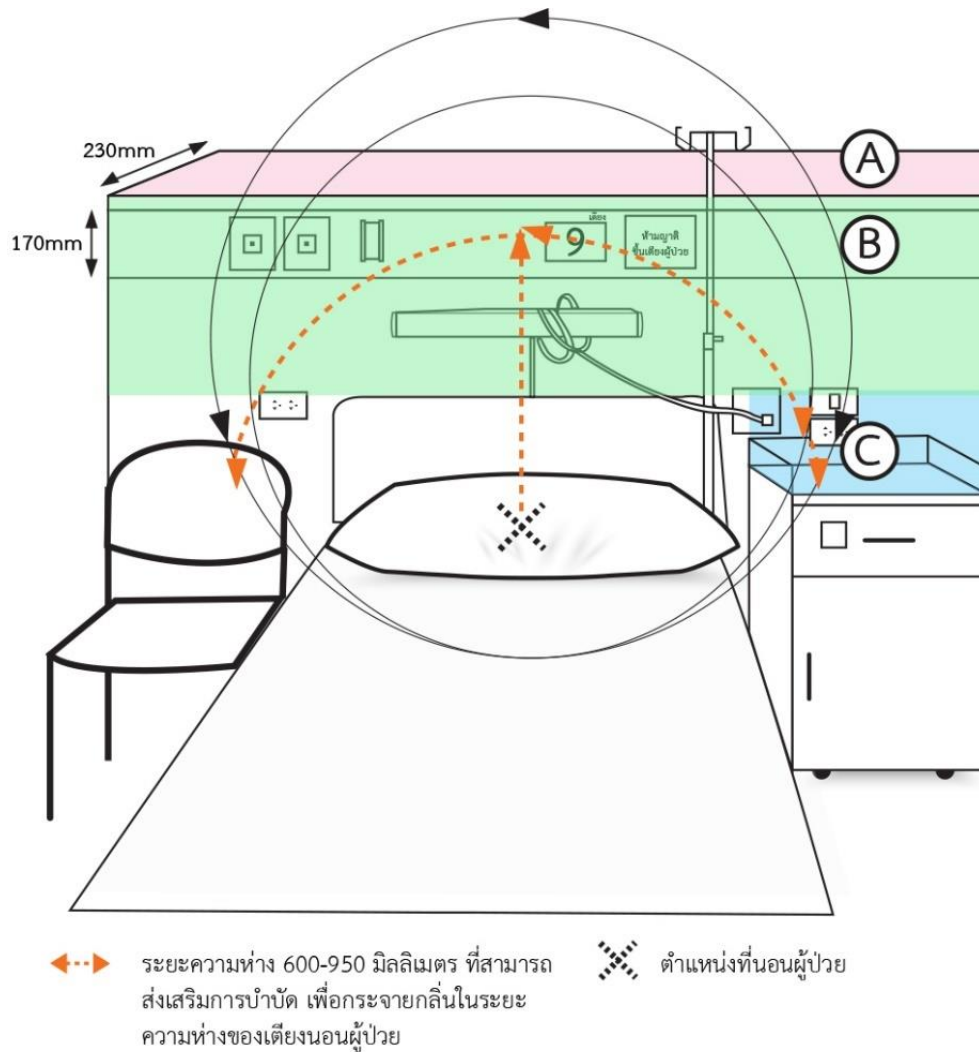 230mm
A
170mm
B
เตียง
9
ห้ามญาติ
ขึ้นเตียงผู้ป่วย
C
ระยะความห่าง 600-950 มิลลิเมตร ที่สามารถ
ส่งเสริมการบำบัด เพื่อกระจายกลิ่นในระยะ
ความห่างของเตียงนอนผู้ป่วย
ตำแหน่งที่นอนผู้ป่วย